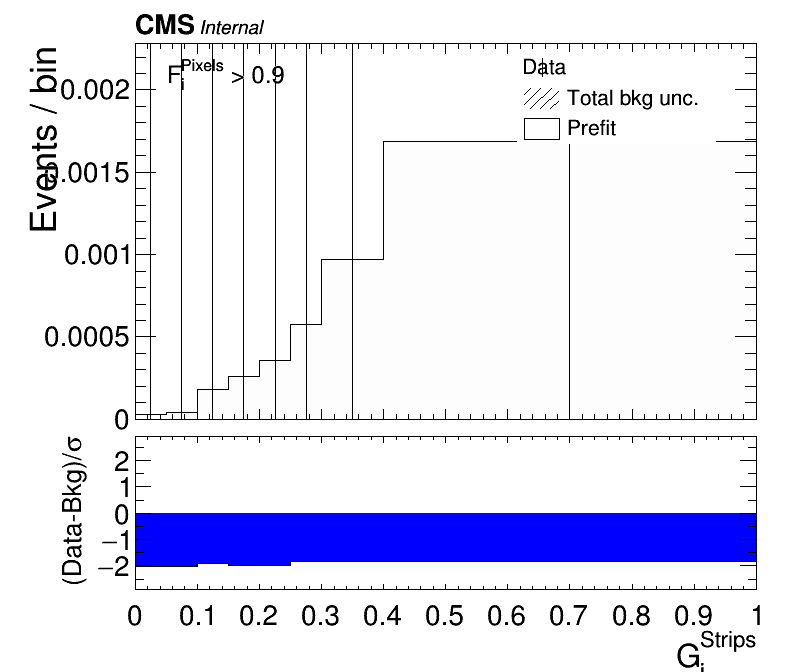 CMS Internal
F_i^Pixels > 0.9
Data
Total bkg unc.
Prefit
Events / bin
0.002
0.0015
0.001
0.0005
0
(Data-Bkg)/σ
2
1
0
−1
−2
0 0.1 0.2 0.3 0.4 0.5 0.6 0.7 0.8 0.9 1
G_i^Strips